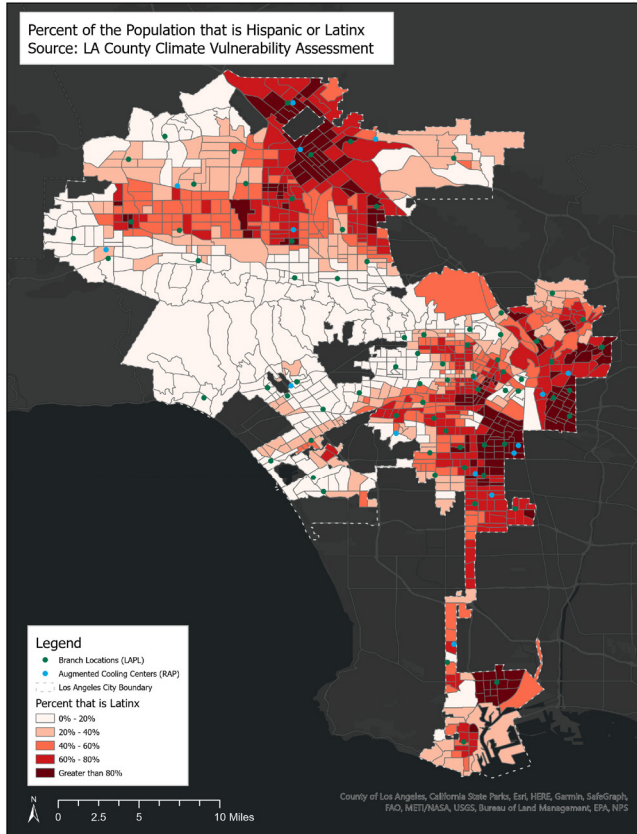 Percent of the Population that is Hispanic or Latinx
Source: LA County Climate Vulnerability Assessment
Legend
Branch Locations (LAPL)
Augmented Cooling Centers (RAP)
Los Angeles City Boundary
Percent that is Latinx
0% - 20%
20% - 40%
40% - 60%
60% - 80%
Greater than 80%
N
0 2.5 5 10 Miles
County of Los Angeles, California State Parks, Esri, HERE, Garmin, SafeGraph,
FAO, METI/NASA, USGS, Bureau of Land Management, EPA, NPS